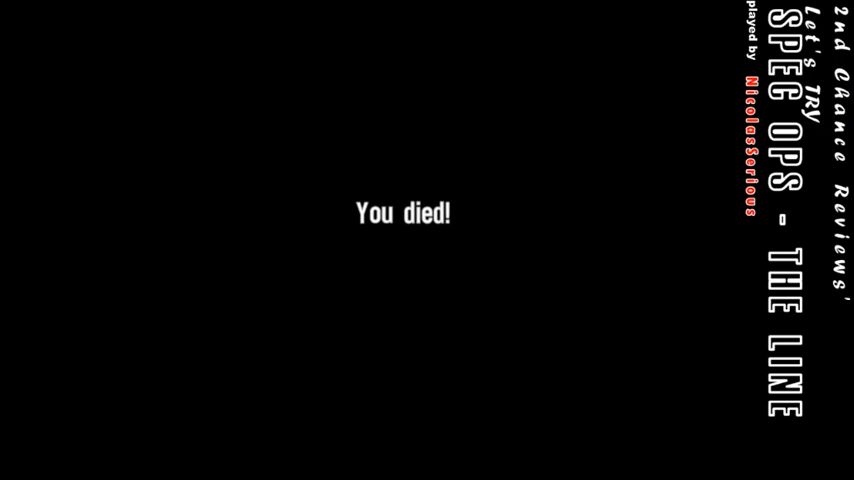 You died!
2nd Chance Reviews'
Let's TRY
SPEC OPS - THE LINE
played by NicolasSerious